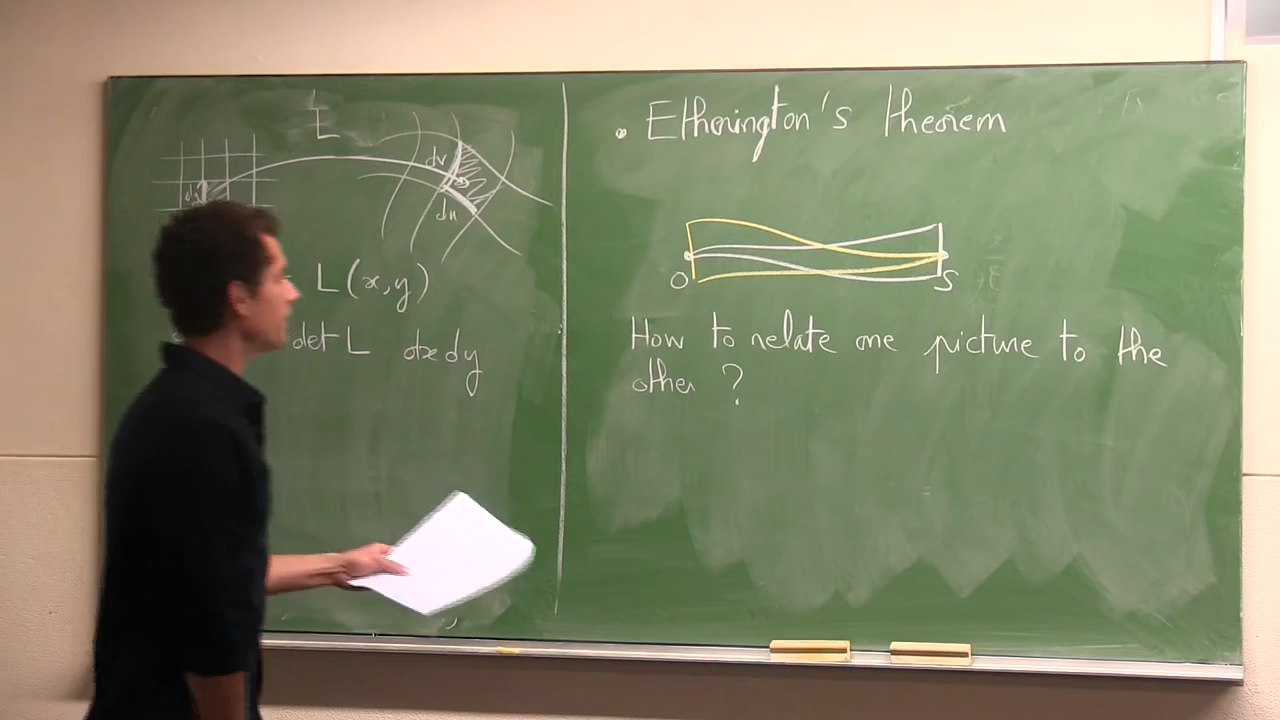 L
dv
du
L(x,y)
det L dx dy
• Etherington's theorem
O
S
How to relate one picture to the
other ?